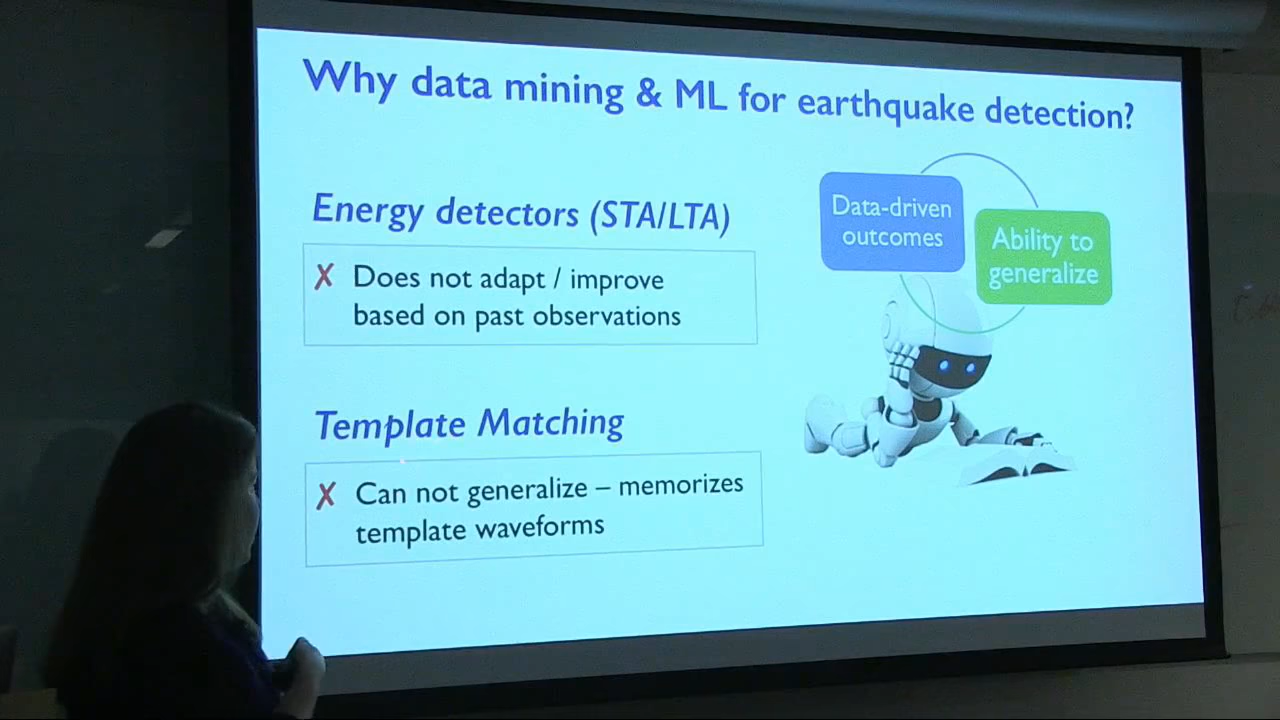 Why data mining & ML for earthquake detection?
Energy detectors (STA/LTA)
✗ Does not adapt / improve
based on past observations
Template Matching
✗ Can not generalize – memorizes
template waveforms
Data-driven
outcomes
Ability to
generalize